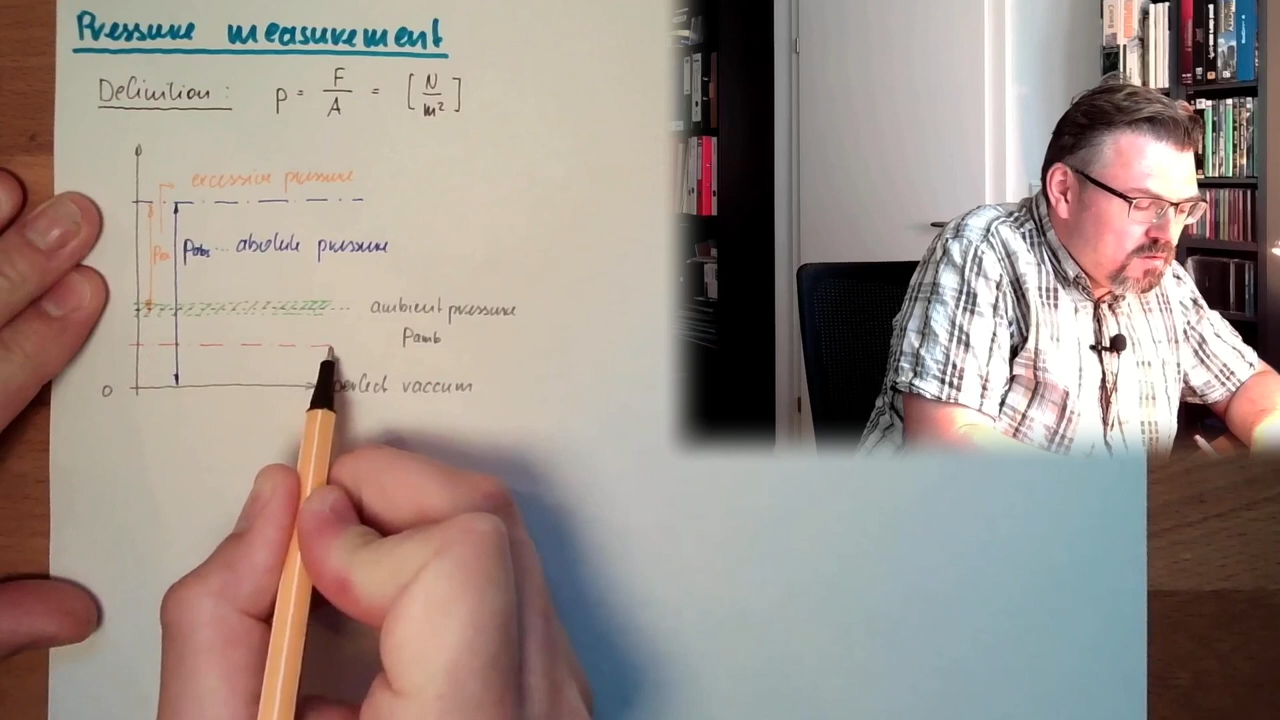 Pressure measurement
Definition: p = F/A = [N/m²]
excessive pressure
pe
pabs ... absolute pressure
... ambient pressure
Pamb
0
perfect vaccum